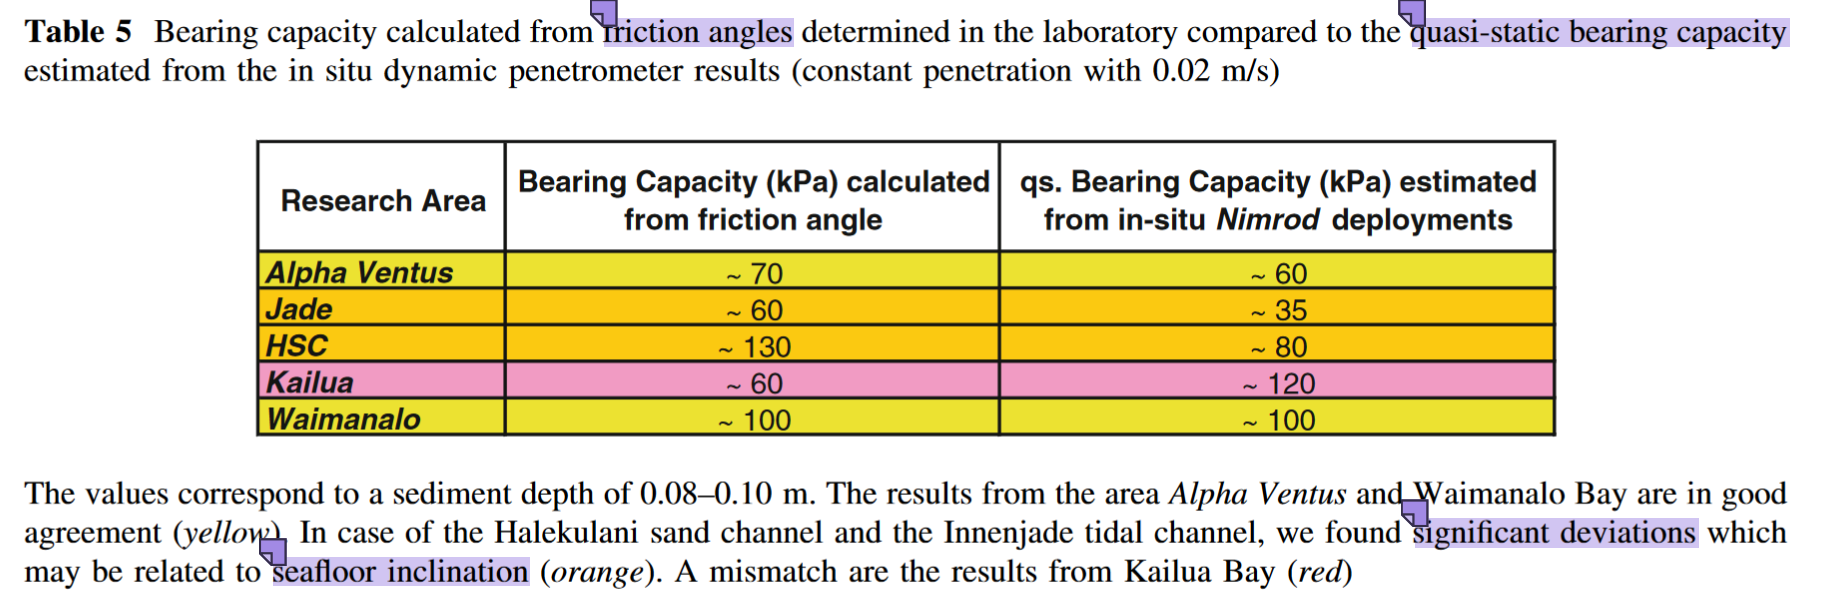 Table 5 Bearing capacity calculated from friction angles determined in the laboratory compared to the quasi-static bearing capacity
estimated from the in situ dynamic penetrometer results (constant penetration with 0.02 m/s)
Research Area
Bearing Capacity (kPa) calculated
from friction angle
qs. Bearing Capacity (kPa) estimated
from in-situ Nimrod deployments
Alpha Ventus ~ 70 ~ 60
Jade ~ 60 ~ 35
HSC ~ 130 ~ 80
Kailua ~ 60 ~ 120
Waimanalo ~ 100 ~ 100
The values correspond to a sediment depth of 0.08–0.10 m. The results from the area Alpha Ventus and Waimanalo Bay are in good
agreement (yellow). In case of the Halekulani sand channel and the Innenjade tidal channel, we found significant deviations which
may be related to seafloor inclination (orange). A mismatch are the results from Kailua Bay (red)